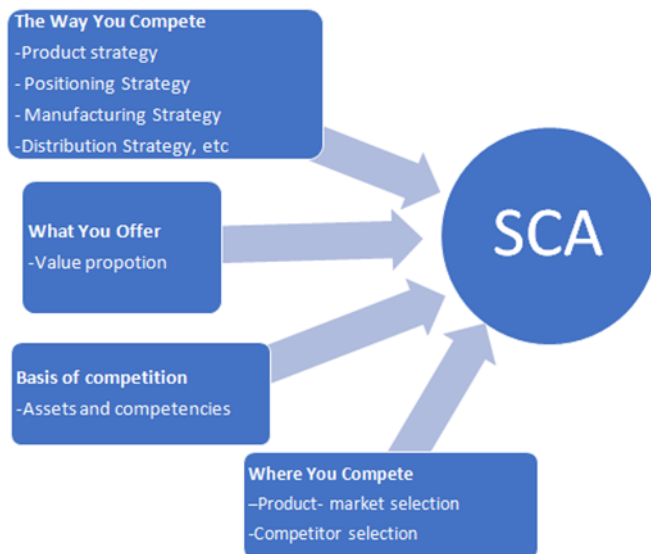 The Way You Compete
-Product strategy
- Positioning Strategy
- Manufacturing Strategy
-Distribution Strategy, etc
What You Offer
-Value propotion
Basis of competition
-Assets and competencies
Where You Compete
–Product- market selection
-Competitor selection
SCA